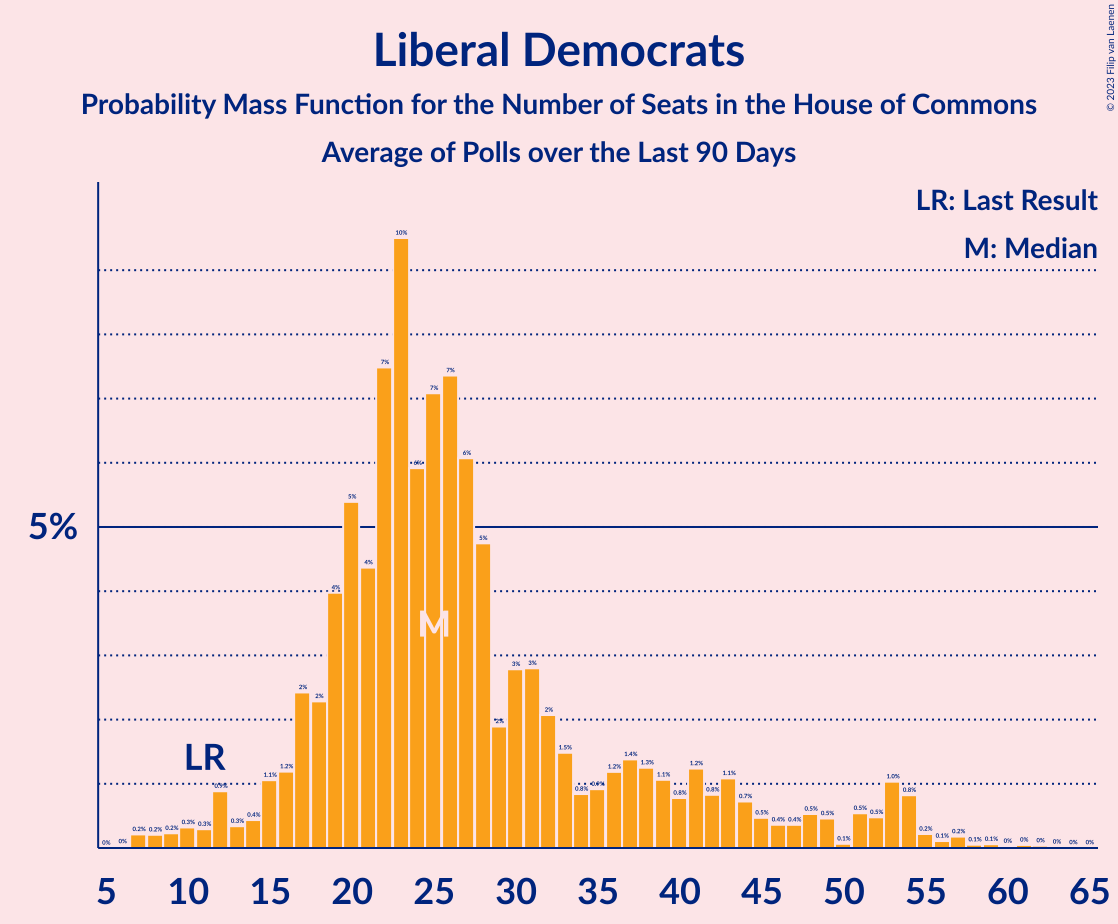 © 2023 Filip van Laenen
Liberal Democrats
Probability Mass Function for the Number of Seats in the House of Commons
Average of Polls over the Last 90 Days
LR: Last Result
M: Median
5%
LR
M
0% 0% 0.2% 0.2% 0.2% 0.3% 0.3% 0.9% 0.3% 0.4% 1.1% 1.2% 2% 2% 4% 5% 4% 7% 10% 6% 7% 7% 6% 5% 2% 3% 3% 2% 1.5% 0.8% 0.9% 1.2% 1.4% 1.3% 1.1% 0.8% 1.2% 0.8% 1.1% 0.7% 0.5% 0.4% 0.4% 0.5% 0.5% 0.1% 0.5% 0.5% 1.0% 0.8% 0.2% 0.1% 0.2% 0.1% 0.1% 0% 0% 0% 0% 0% 0%
5 10 15 20 25 30 35 40 45 50 55 60 65